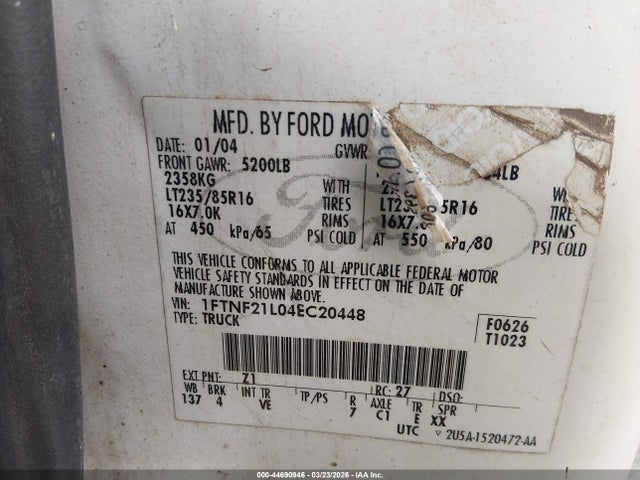 MFD. BY FORD MO
DATE: 01/04 GVWR
FRONT GAWR: 5200LB 4LB
2358KG WITH WITH
LT235/85R16 TIRES LT23 5R16 TIRES
16X7.0K RIMS 16X7. RIMS
AT 450 kPa/65 PSI COLD AT 550 kPa/80 PSI COLD
THIS VEHICLE CONFORMS TO ALL APPLICABLE FEDERAL MOTOR
VEHICLE SAFETY STANDARDS IN EFFECT ON THE DATE OF
MANUFACTURE SHOWN ABOVE.
VIN: 1FTNF21L04EC20448 F0626
TYPE: TRUCK T1023
EXT PNT: Z1 RC: 27 DSO:
WB BRK INT TR TP/PS R AXLE TR SPR
137 4 VE 7 C1 E XX
UTC ▽ 2U5A-1520472-AA
000-44690946 | 03/23/2026 | IAA Inc.